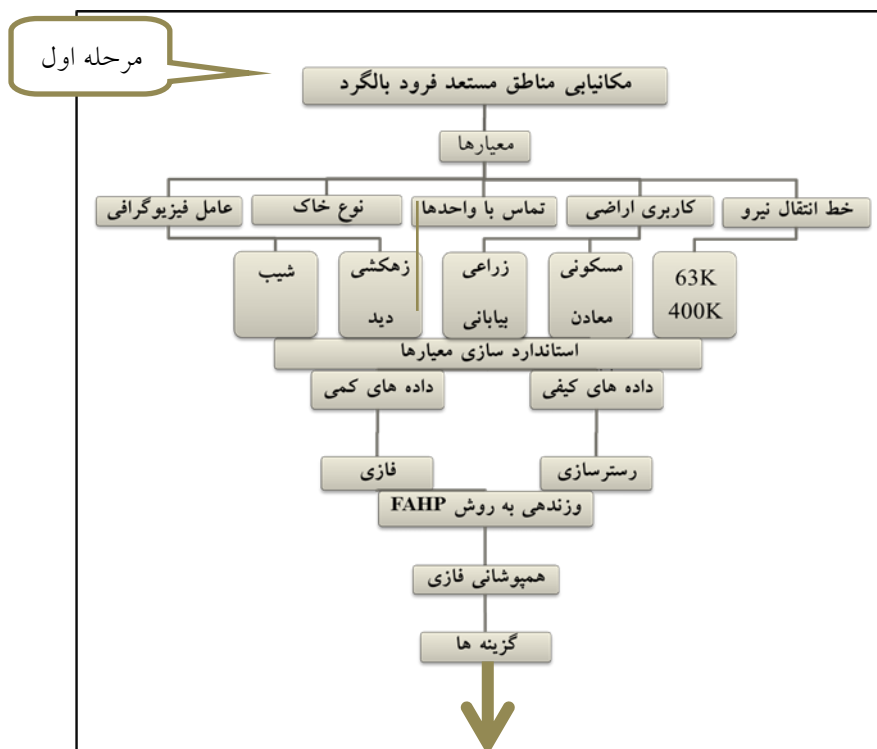 مرحله اول
مکانیابی مناطق مستعد فرود بالگرد
معیارها
خط انتقال نیرو
کاربری اراضی
تماس با واحدها
نوع خاک
عامل فیزیوگرافی
63K
400K
مسکونی
معادن
زراعی
بیابانی
زهکشی
دید
شیب
استاندارد سازی معیارها
داده های کیفی
داده های کمی
رسترسازی
فازی
وزندهی به روش FAHP
همپوشانی فازی
گزینه ها